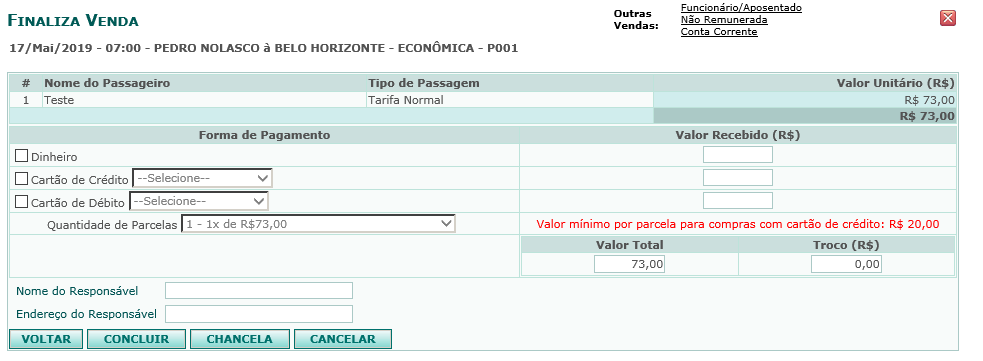 Finaliza Venda
Outras Vendas:
Funcionário/Aposentado
Não Remunerada
Conta Corrente
17/Mai/2019 - 07:00 - PEDRO NOLASCO à BELO HORIZONTE - ECONÔMICA - P001
# Nome do Passageiro Tipo de Passagem Valor Unitário (R$)
1 Teste Tarifa Normal R$ 73,00
R$ 73,00
Forma de Pagamento Valor Recebido (R$)
Dinheiro
Cartão de Crédito --Selecione--
Cartão de Débito --Selecione--
Quantidade de Parcelas 1 - 1x de R$73,00 Valor mínimo por parcela para compras com cartão de crédito: R$ 20,00
Valor Total Troco (R$)
73,00 0,00
Nome do Responsável
Endereço do Responsável
VOLTAR CONCLUIR CHANCELA CANCELAR